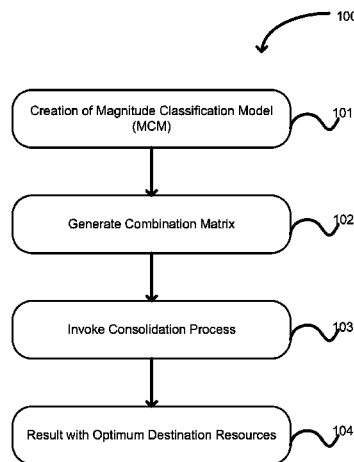 100
Creation of Magnitude Classification Model
(MCM)
101
Generate Combination Matrix
102
Invoke Consolidation Process
103
Result with Optimum Destination Resources
104